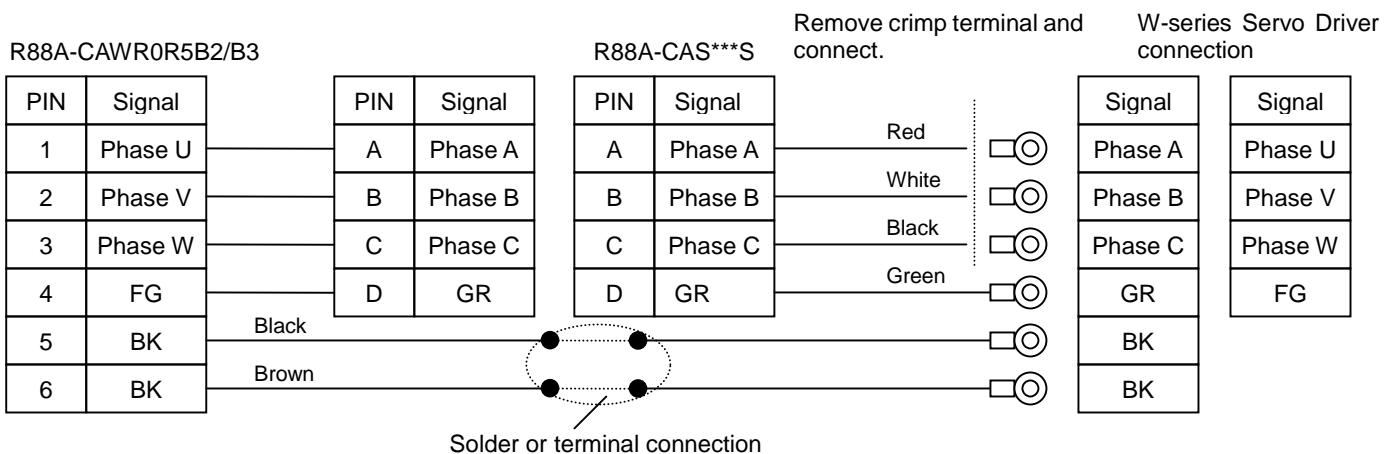 Remove crimp terminal and connect.
W-series Servo Driver connection
R88A-CAWR0R5B2/B3
R88A-CAS***S
PIN Signal PIN Signal PIN Signal Signal Signal
1 Phase U A Phase A A Phase A Red Phase A Phase U
2 Phase V B Phase B B Phase B White Phase B Phase V
3 Phase W C Phase C C Phase C Black Phase C Phase W
4 FG D GR D GR Green GR FG
5 BK Black BK
6 BK Brown BK
Solder or terminal connection